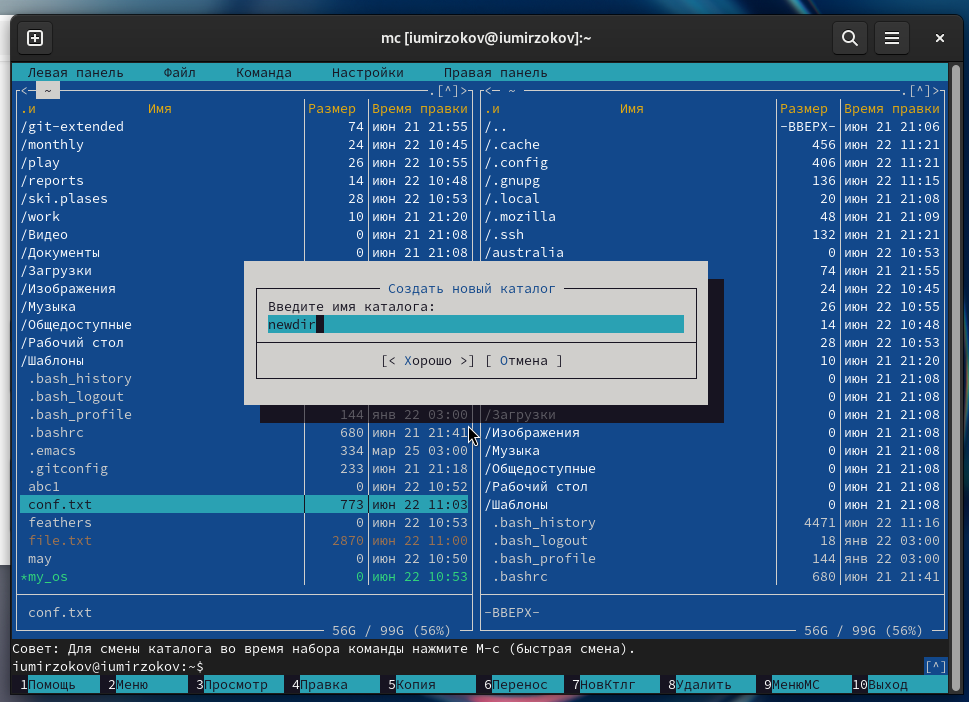 mc [iumirzokov@iumirzokov]:~
Левая панель Файл Команда Настройки Правая панель
<- ~ .[^]> <- ~ .[^]>
.и Имя Размер Время правки .и Имя Размер Время правки
/git-extended 74 июн 21 21:55 /.. -ВВЕРХ- июн 21 21:06
/monthly 24 июн 22 10:45 /.cache 456 июн 22 11:21
/play 26 июн 22 10:55 /.config 406 июн 22 11:21
/reports 14 июн 22 10:48 /.gnupg 136 июн 22 11:15
/ski.plases 28 июн 22 10:53 /.local 20 июн 21 21:08
/work 10 июн 21 21:20 /.mozilla 48 июн 21 21:09
/Видео 0 июн 21 21:08 /.ssh 132 июн 21 21:21
/Документы 0 июн 21 21:08 /australia 0 июн 22 10:53
/Загрузки 74 июн 21 21:55
/Изображения Создать новый каталог 24 июн 22 10:45
/Музыка Введите имя каталога: 26 июн 22 10:55
/Общедоступные newdir 14 июн 22 10:48
/Рабочий стол 28 июн 22 10:53
/Шаблоны [< Хорошо >] [ Отмена ] 10 июн 21 21:20
.bash_history 0 июн 21 21:08
.bash_logout 0 июн 21 21:08
.bash_profile 144 янв 22 03:00 /Загрузки 0 июн 21 21:08
.bashrc 680 июн 21 21:41 /Изображения 0 июн 21 21:08
.emacs 334 мар 25 03:00 /Музыка 0 июн 21 21:08
.gitconfig 233 июн 21 21:18 /Общедоступные 0 июн 21 21:08
abc1 0 июн 22 10:52 /Рабочий стол 0 июн 21 21:08
conf.txt 773 июн 22 11:03 /Шаблоны 0 июн 21 21:08
feathers 0 июн 22 10:53 .bash_history 4471 июн 22 11:16
file.txt 2870 июн 22 11:00 .bash_logout 18 янв 22 03:00
may 0 июн 22 10:50 .bash_profile 144 янв 22 03:00
*my_os 0 июн 22 10:53 .bashrc 680 июн 21 21:41
conf.txt -ВВЕРХ-
56G / 99G (56%) 56G / 99G (56%)
Совет: Для смены каталога во время набора команды нажмите M-c (быстрая смена).
iumirzokov@iumirzokov:~$ [^]
1Помощь 2Меню 3Просмотр 4Правка 5Копия 6Перенос 7НовКтлг 8Удалить 9МенюMC 10Выход